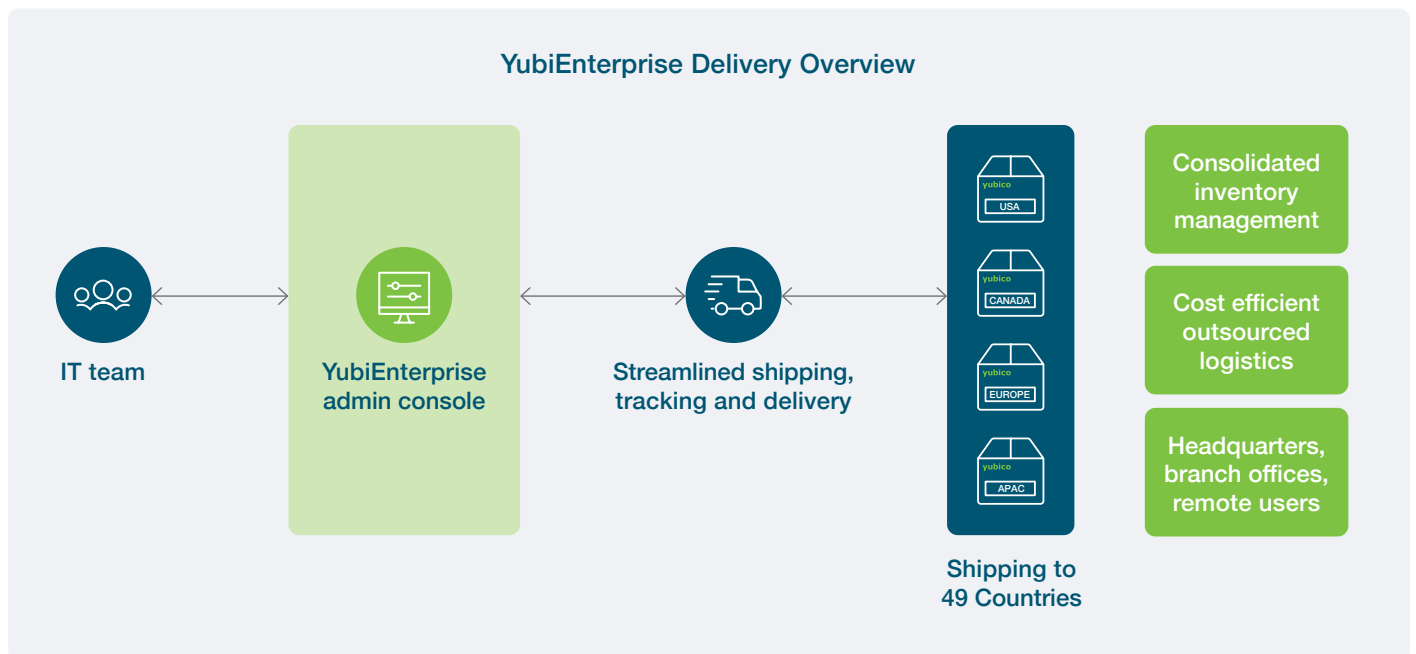 YubiEnterprise Delivery Overview
IT team
YubiEnterprise
admin console
Streamlined shipping,
tracking and delivery
yubico
USA
yubico
CANADA
yubico
EUROPE
yubico
APAC
Shipping to
49 Countries
Consolidated
inventory
management
Cost efficient
outsourced
logistics
Headquarters,
branch offices,
remote users